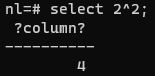 nl=# select 2^2;
 ?column?
----------
        4